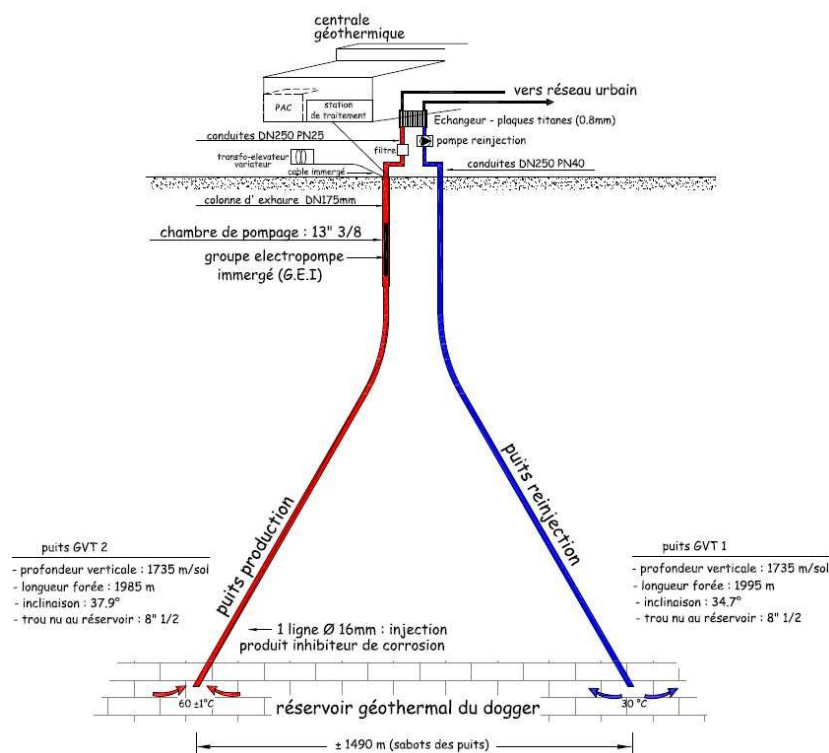 centrale
géothermique
vers réseau urbain
PAC
station
de traitement
Echangeur - plaques titanes (0.8mm)
conduites DN250 PN25
filtre
pompe reinjection
transfo-elevateur
variateur
cable immergé
conduites DN250 PN40
colonne d' exhaure DN175mm
chambre de pompage : 13" 3/8
groupe electropompe
immergé (G.E.I)
puits production
puits reinjection
puits GVT 2
- profondeur verticale : 1735 m/sol
- longueur forée : 1985 m
- inclinaison : 37.9°
- trou nu au réservoir : 8" 1/2
puits GVT 1
- profondeur verticale : 1735 m/sol
- longueur forée : 1995 m
- inclinaison : 34.7°
- trou nu au réservoir : 8" 1/2
1 ligne Ø 16mm : injection
produit inhibiteur de corrosion
60 ±1°C
réservoir géothermal du dogger
30 °C
± 1490 m (sabots des puits)